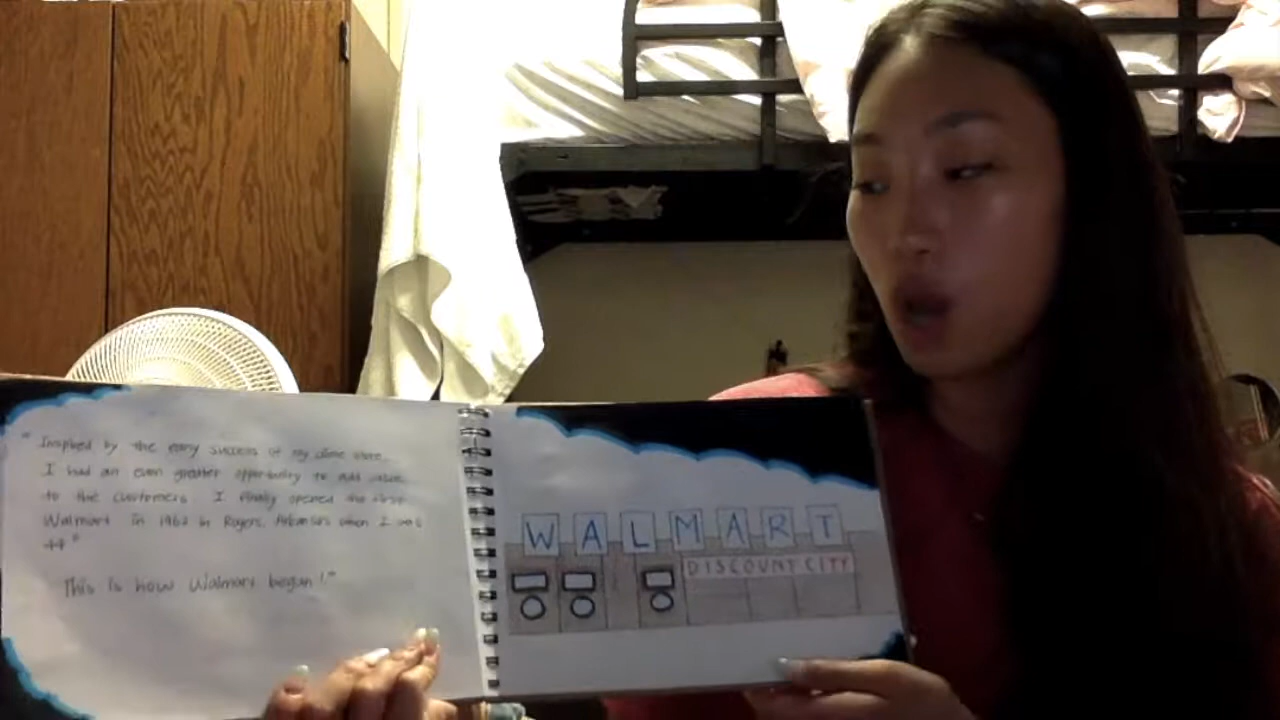 " Inspired by the early success of my dime store,
I had an even greater opportunity to add value
to the customers. I finally opened the first
Walmart in 1962 in Rogers, Arkansas when I was
44"
This is how Walmart began!"
WALMART
DISCOUNT CITY